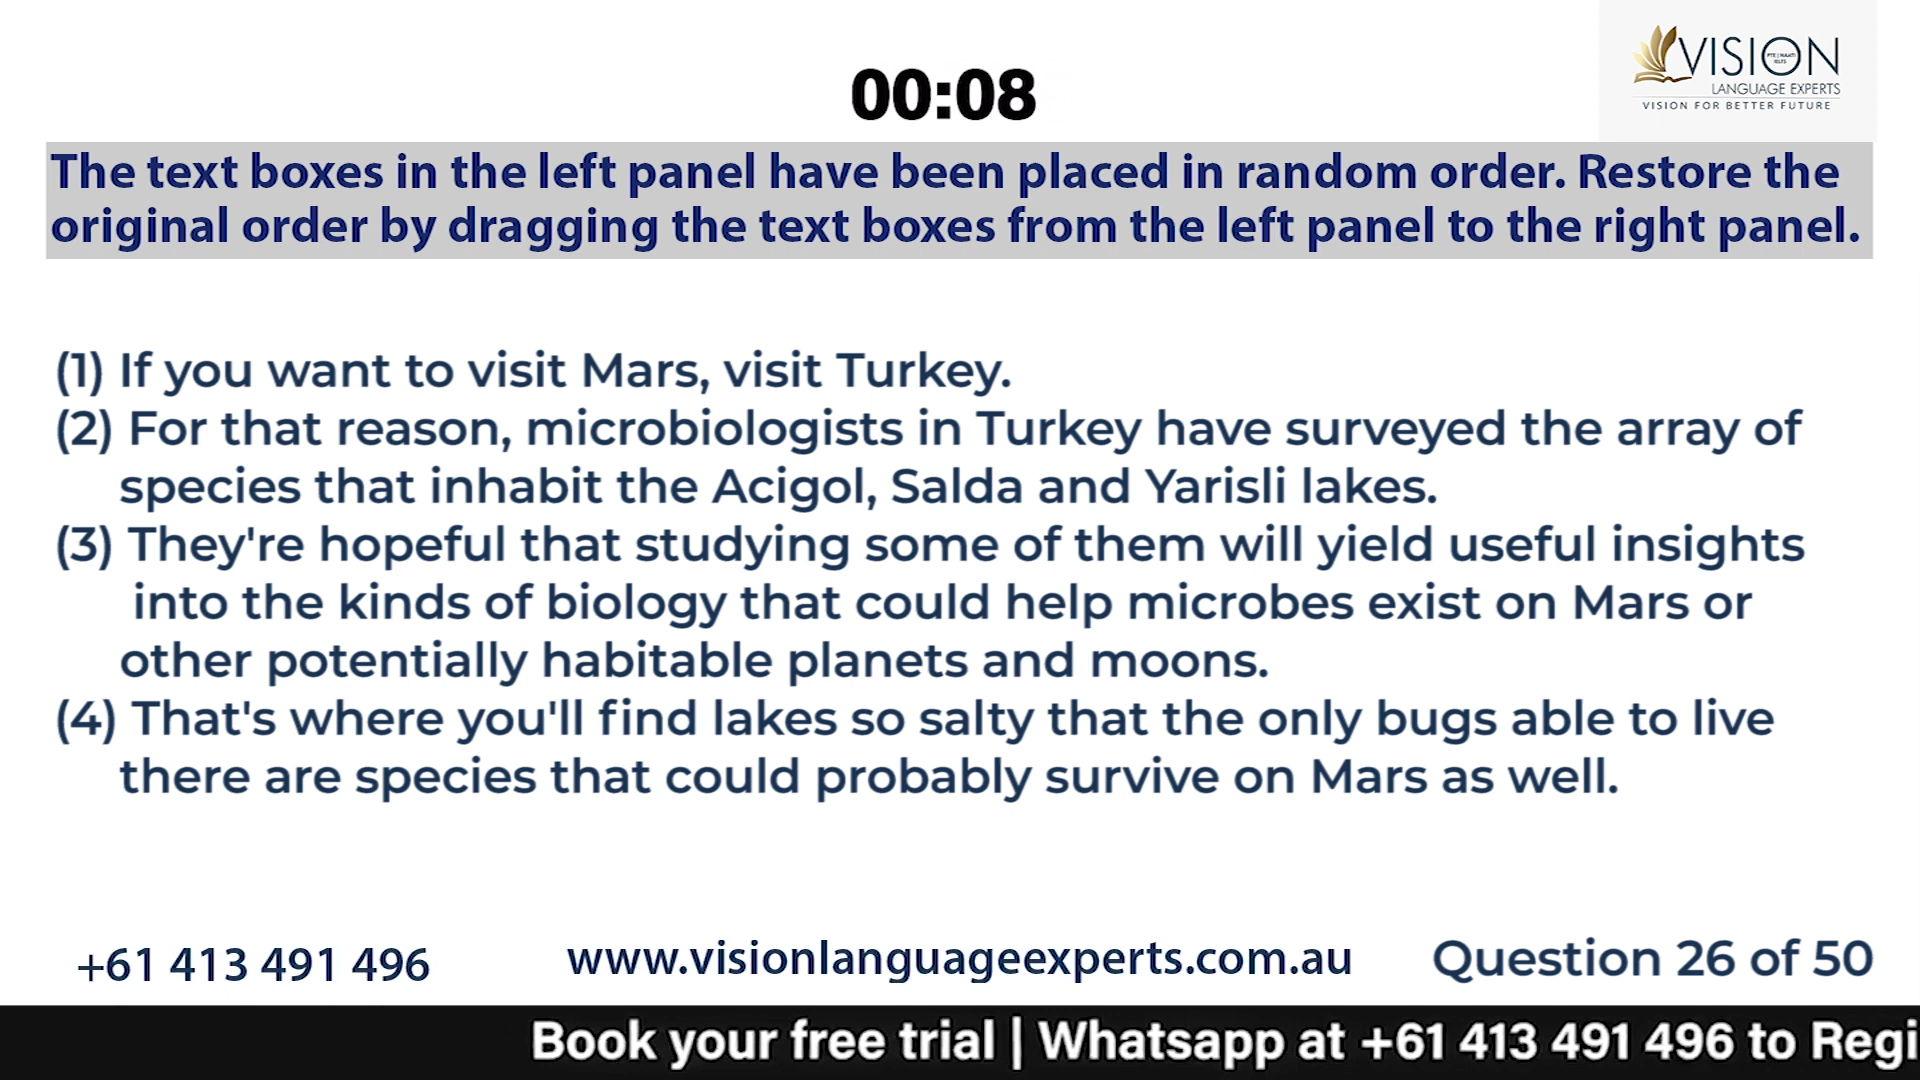 VISION
PTE | NAATI
IELTS
LANGUAGE EXPERTS
VISION FOR BETTER FUTURE
00:08
The text boxes in the left panel have been placed in random order. Restore the
original order by dragging the text boxes from the left panel to the right panel.
(1) If you want to visit Mars, visit Turkey.
(2) For that reason, microbiologists in Turkey have surveyed the array of
species that inhabit the Acigol, Salda and Yarisli lakes.
(3) They're hopeful that studying some of them will yield useful insights
into the kinds of biology that could help microbes exist on Mars or
other potentially habitable planets and moons.
(4) That's where you'll find lakes so salty that the only bugs able to live
there are species that could probably survive on Mars as well.
+61 413 491 496
www.visionlanguageexperts.com.au
Question 26 of 50
Book your free trial | Whatsapp at +61 413 491 496 to Regi